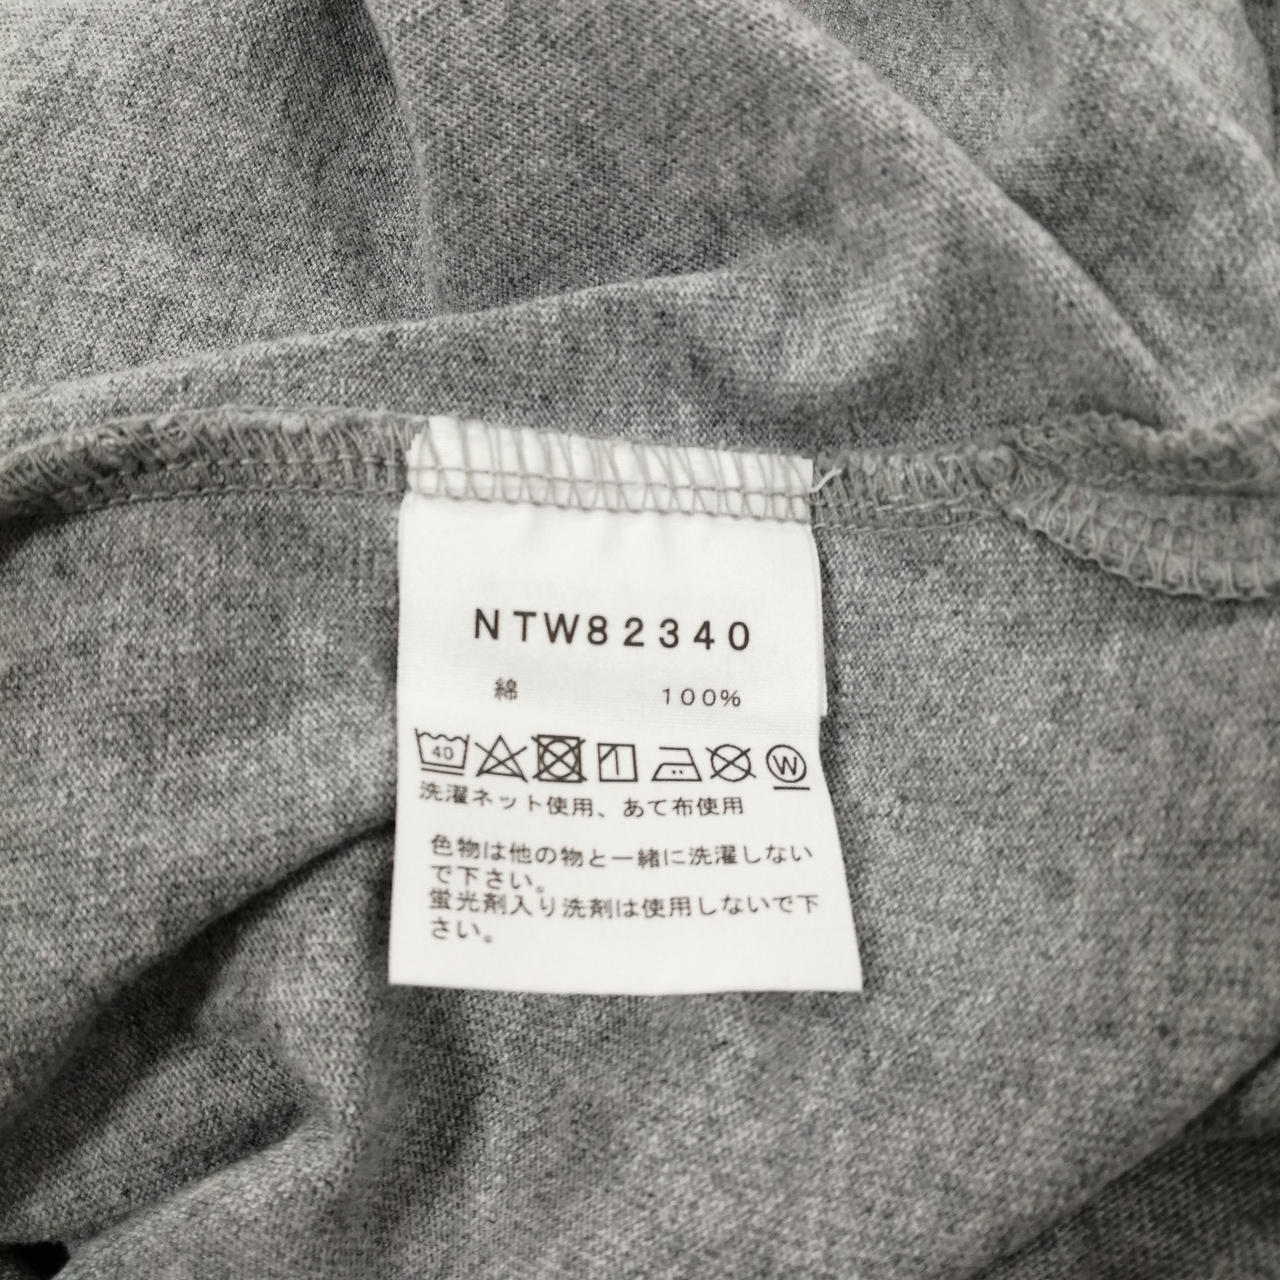 NTW82340
綿 100%
40 W
洗濯ネット使用、あて布使用
色物は他の物と一緒に洗濯しない
で下さい。
蛍光剤入り洗剤は使用しないで下
さい。